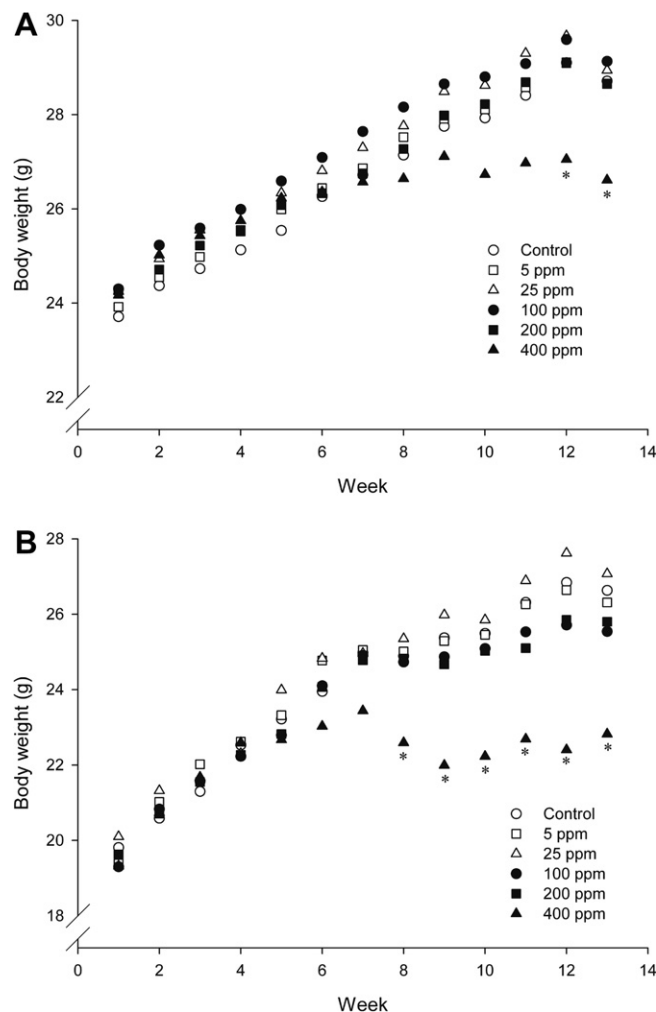 A
30
28
26
24
22
Body weight (g)
*
*
Control
5 ppm
25 ppm
100 ppm
200 ppm
400 ppm
0 2 4 6 8 10 12 14
Week
B
28
26
24
22
20
18
Body weight (g)
* * * * * *
Control
5 ppm
25 ppm
100 ppm
200 ppm
400 ppm
0 2 4 6 8 10 12 14
Week